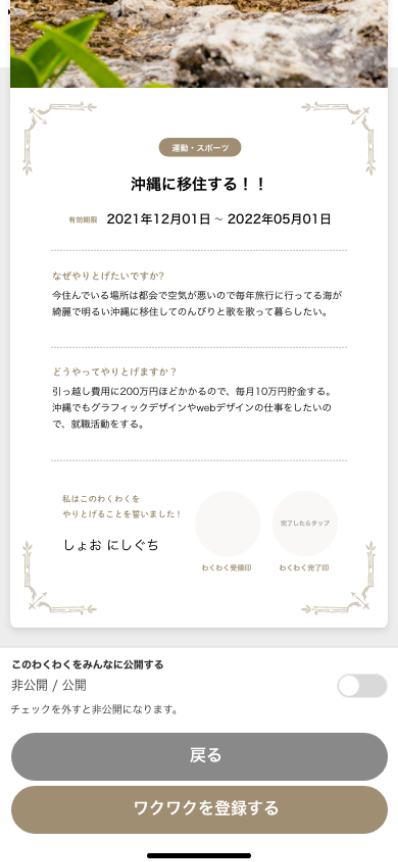 運動・スポーツ
沖縄に移住する！！
有効期限 2021年12月01日 ~ 2022年05月01日
なぜやりとげたいですか?
今住んでいる場所は都会で空気が悪いので毎年旅行に行ってる海が
綺麗で明るい沖縄に移住してのんびりと歌を歌って暮らしたい。
どうやってやりとげますか？
引っ越し費用に200万円ほどかかるので、毎月10万円貯金する。
沖縄でもグラフィックデザインやwebデザインの仕事をしたいの
で、就職活動をする。
私はこのわくわくを
やりとげることを誓いました！
しょお にしぐち
完了したらタップ
わくわく受領印 わくわく完了印
このわくわくをみんなに公開する
非公開 / 公開
チェックを外すと非公開になります。
戻る
ワクワクを登録する